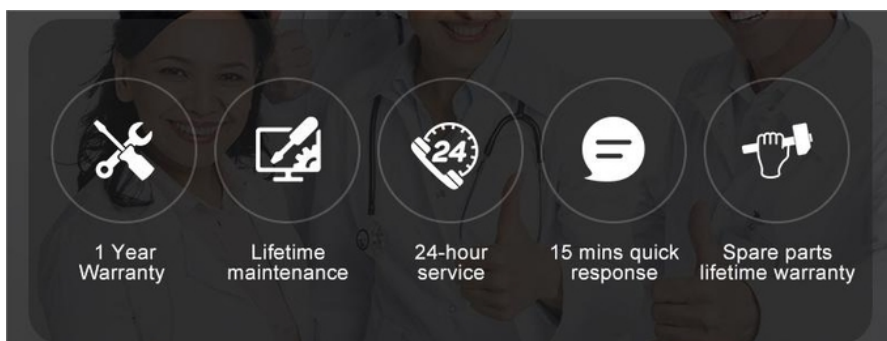 24
1 Year
Warranty
Lifetime
maintenance
24-hour
service
15 mins quick
response
Spare parts
lifetime warranty